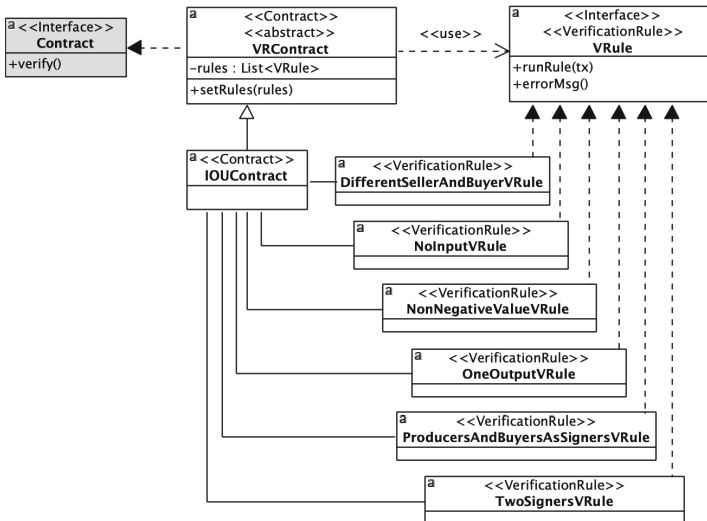 a <<Interface>>
Contract
+verify()
a
<<Contract>>
<<abstract>>
VRContract
-rules : List<VRule>
+setRules(rules)
<<use>>
a
<<Interface>>
<<VerificationRule>>
VRule
+runRule(tx)
+errorMsg()
a <<Contract>>
IOUContract
a
<<VerificationRule>>
DifferentSellerAndBuyerVRule
a
<<VerificationRule>>
NoInputVRule
a
<<VerificationRule>>
NonNegativeValueVRule
a
<<VerificationRule>>
OneOutputVRule
a
<<VerificationRule>>
ProducersAndBuyersAsSignersVRule
a
<<VerificationRule>>
TwoSignersVRule